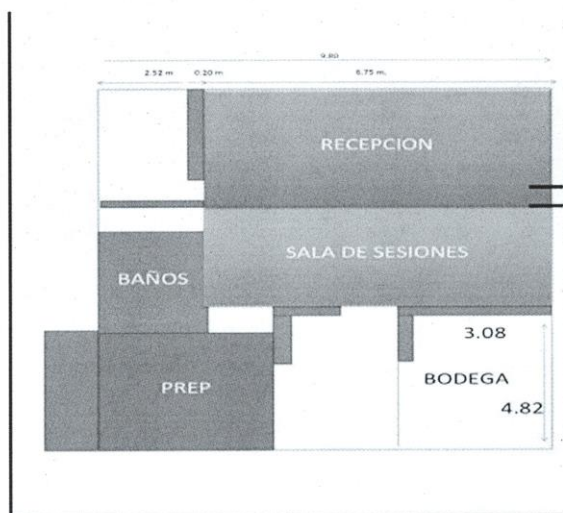 9.80
2.52 m 0.20 m 6.75 m.
RECEPCION
SALA DE SESIONES
BAÑOS
3.08
PREP
BODEGA
4.82